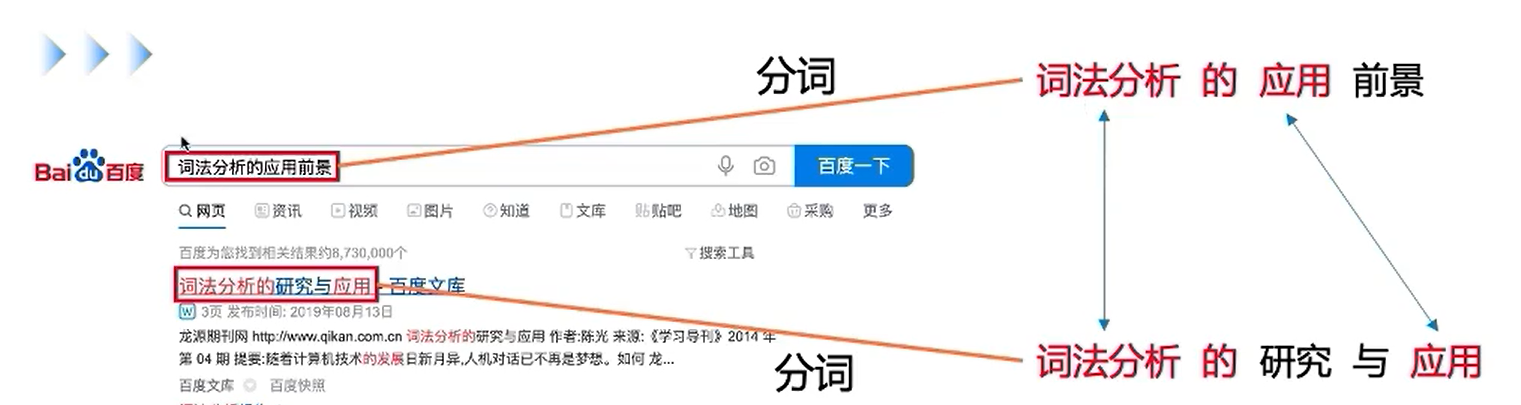 分词
词法分析 的 应用 前景
Bai du 百度
词法分析的应用前景
百度一下
网页 资讯 视频 图片 知道 文库 贴吧 地图 采购 更多
百度为您找到相关结果约8,730,000个
搜索工具
词法分析的研究与应用 - 百度文库
W 3页 发布时间: 2019年08月13日
龙源期刊网 http://www.qikan.com.cn 词法分析的研究与应用 作者:陈光 来源:《学习导刊》2014 年
第 04 期 提要:随着计算机技术的发展日新月异,人机对话已不再是梦想。如何 龙...
百度文库 百度快照
分词
词法分析 的 研究 与 应用